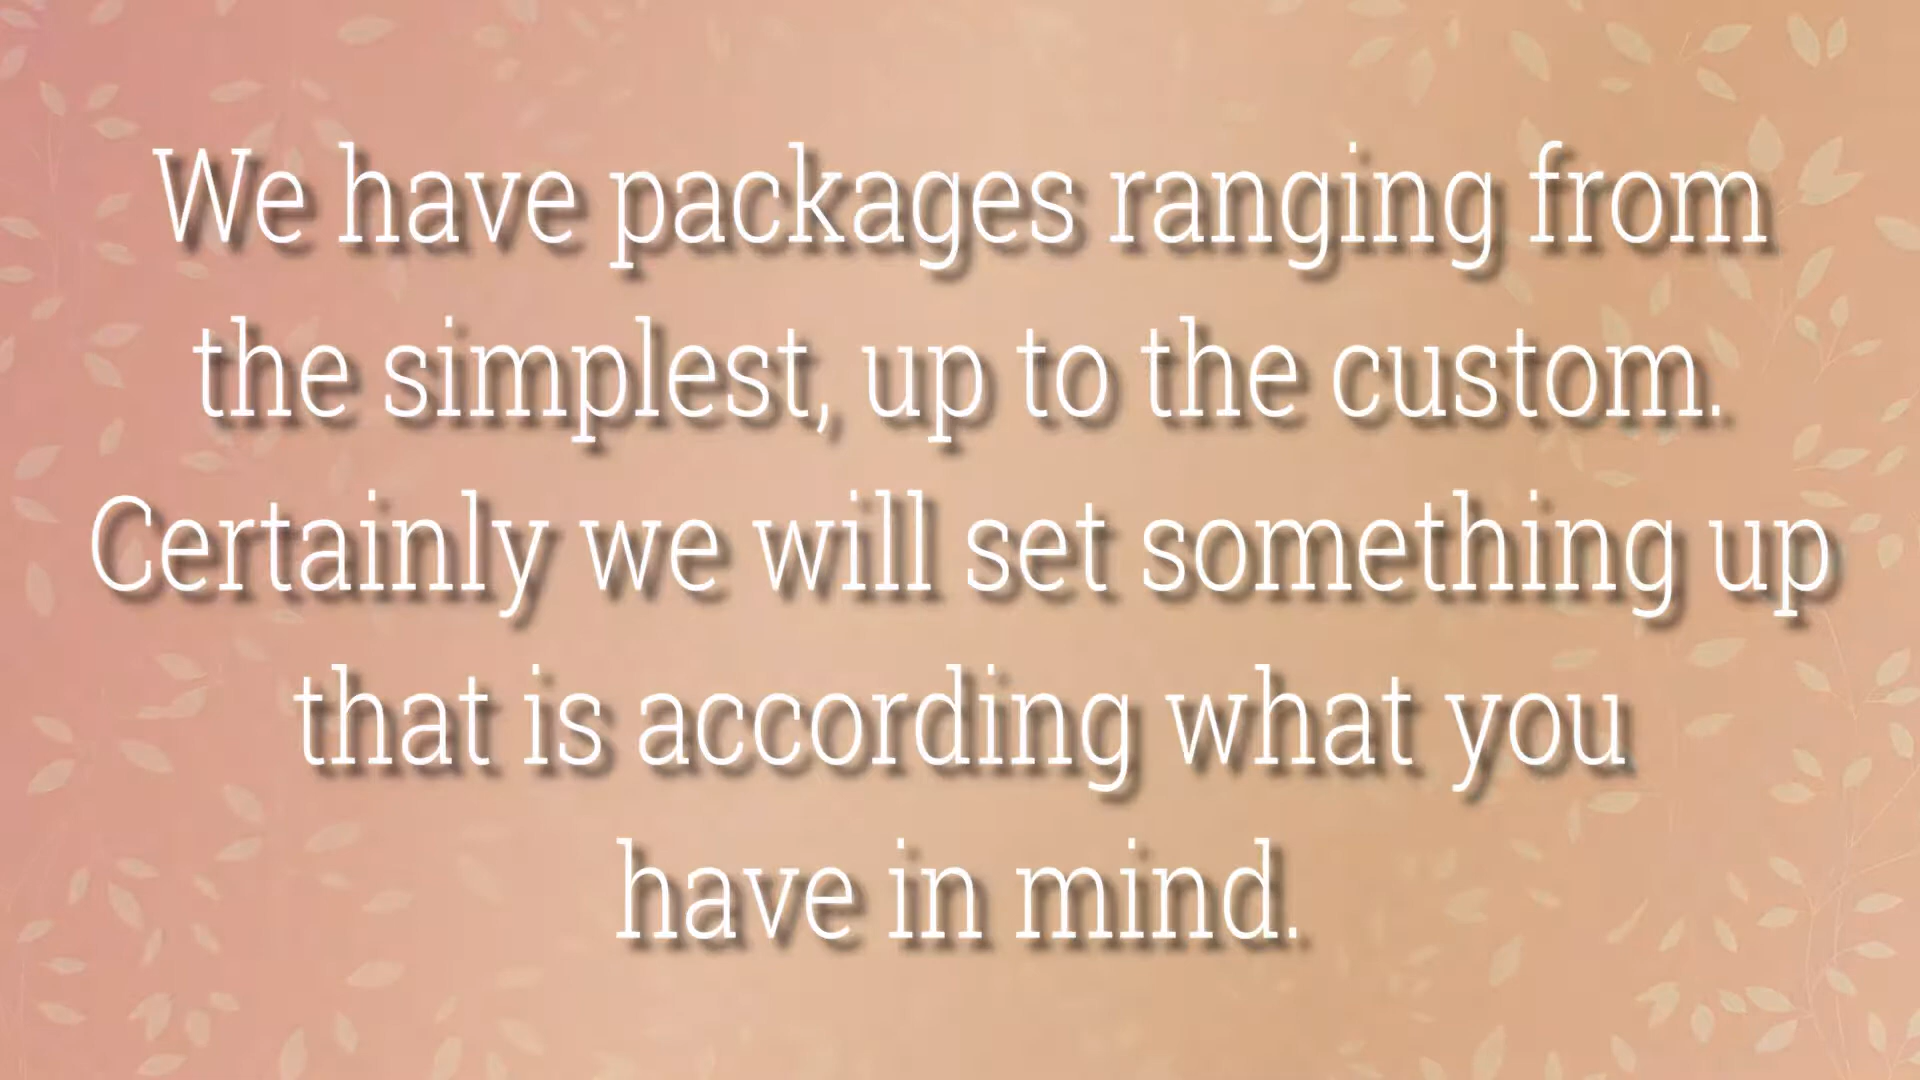 We have packages ranging from
the simplest, up to the custom.
Certainly we will set something up
that is according what you
have in mind.